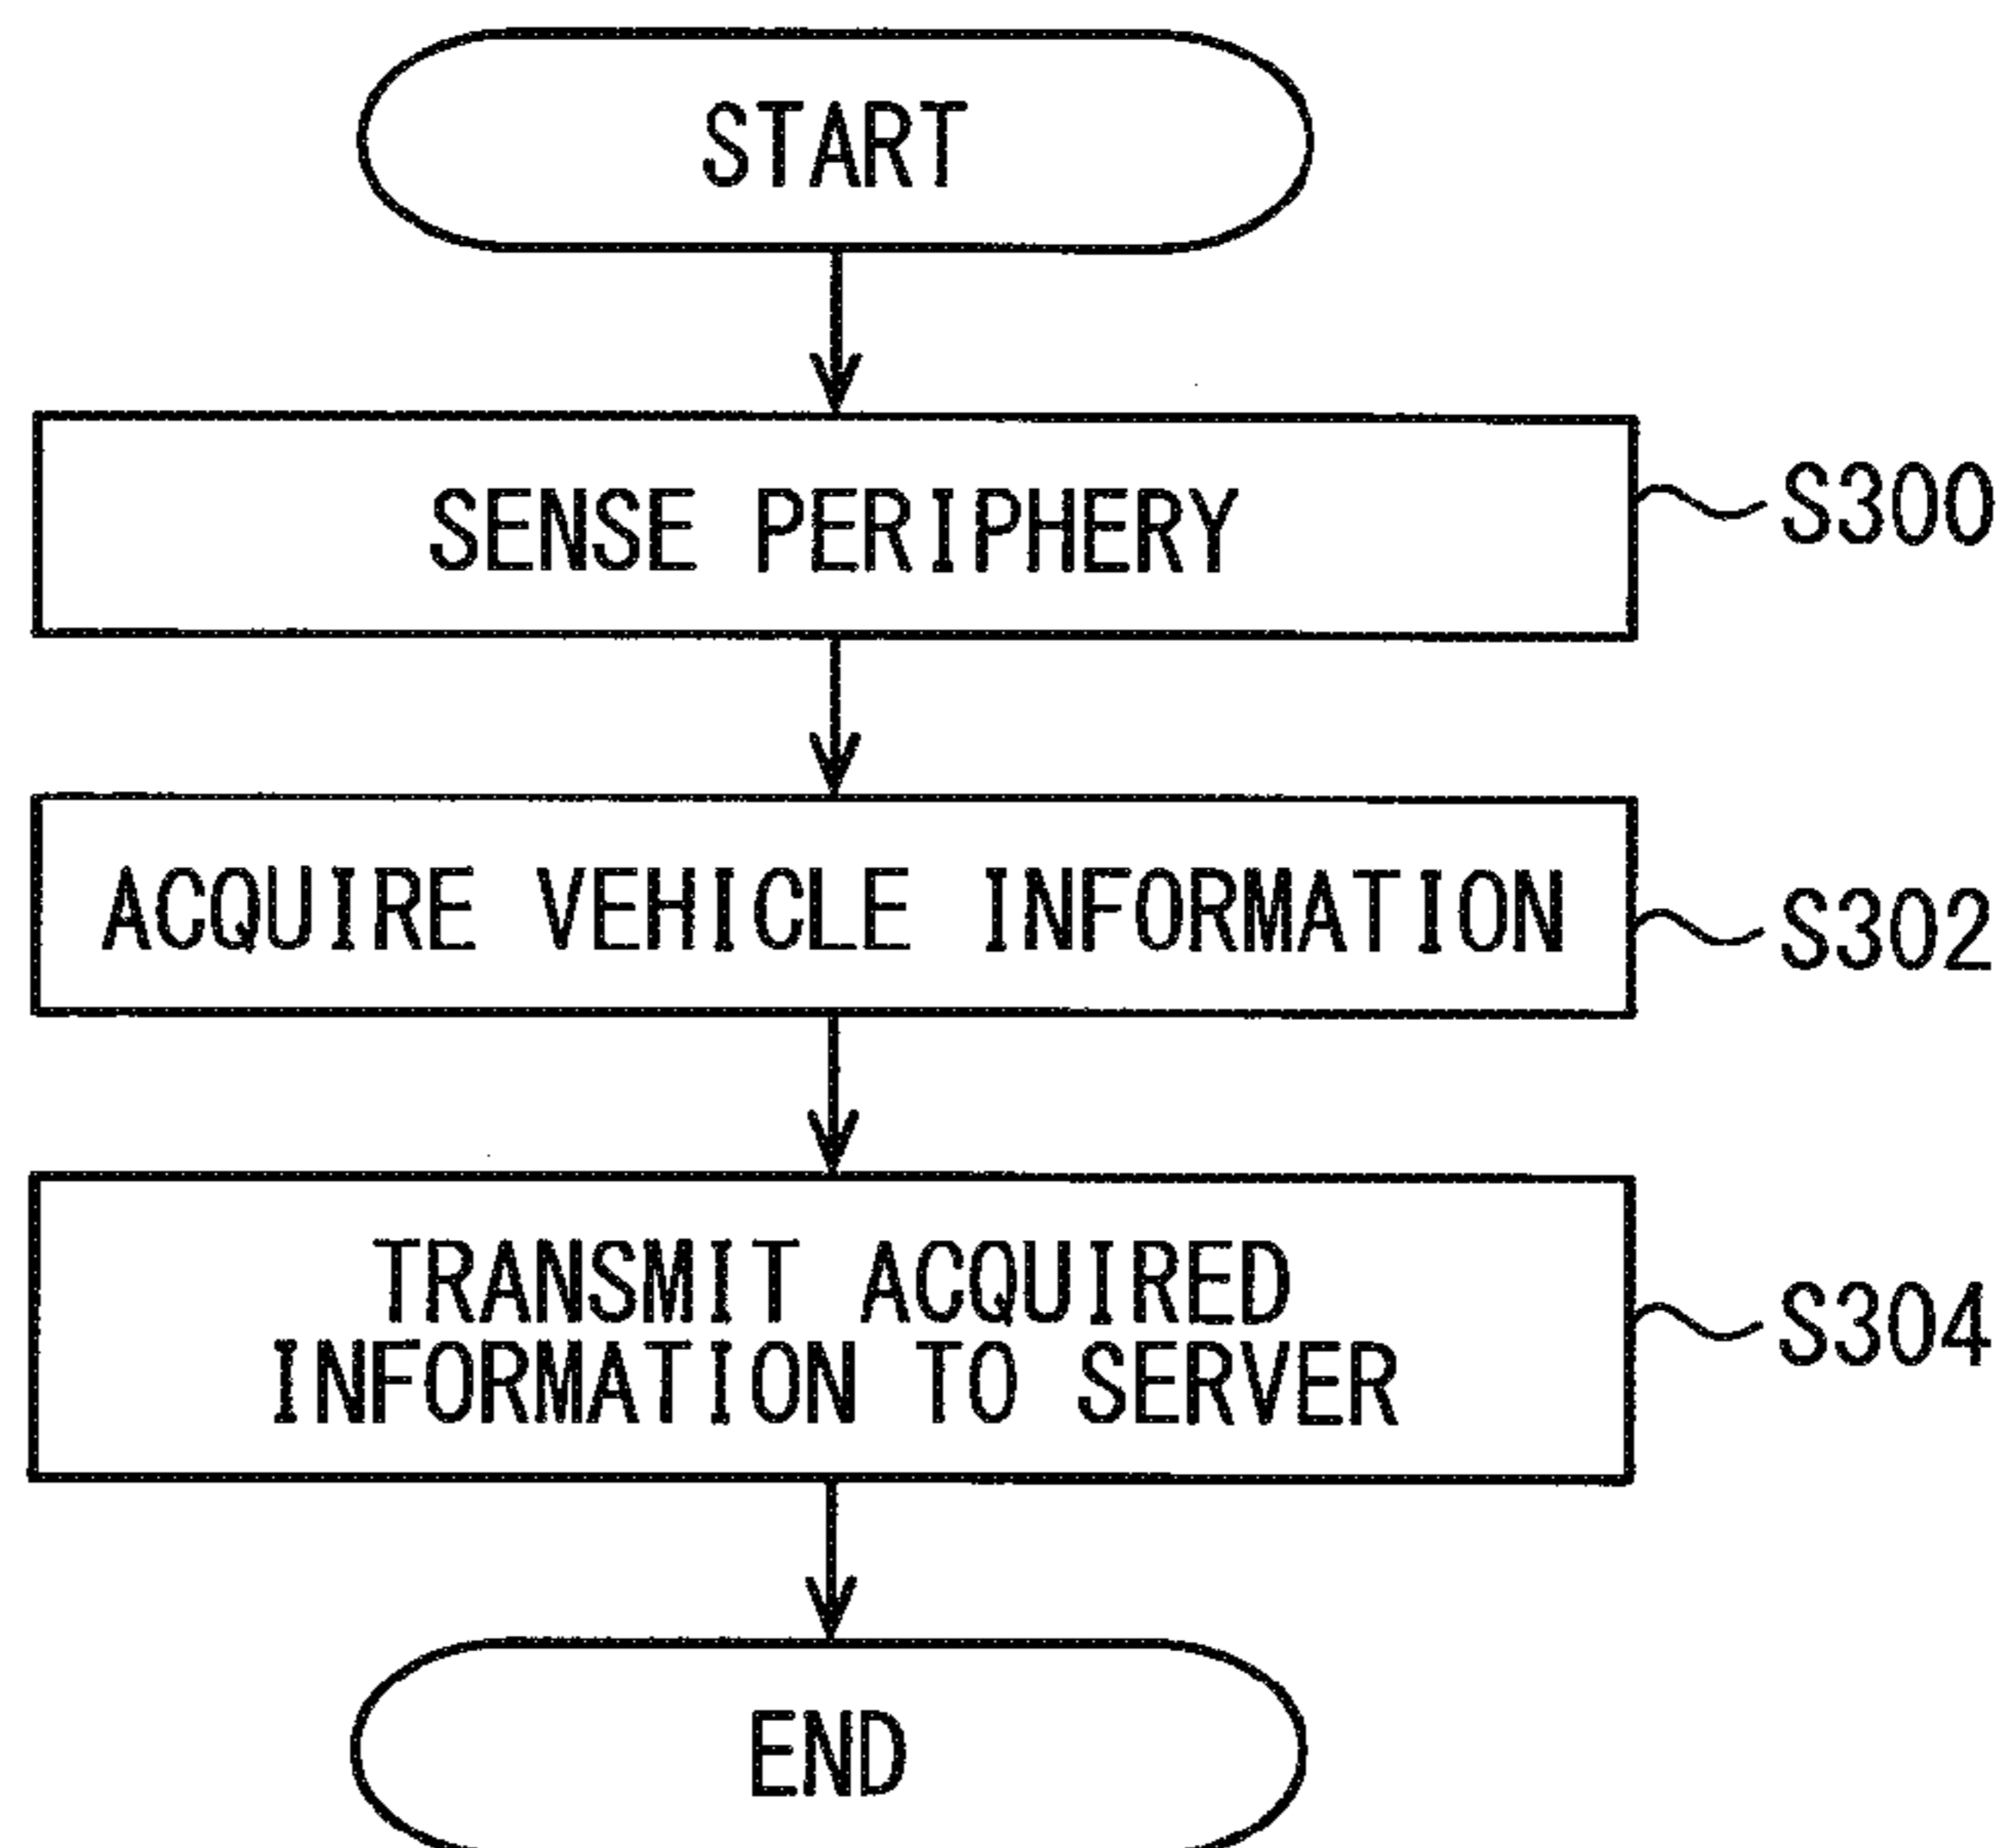 START
SENSE PERIPHERY
S300
ACQUIRE VEHICLE INFORMATION
S302
TRANSMIT ACQUIRED
INFORMATION TO SERVER
S304
END